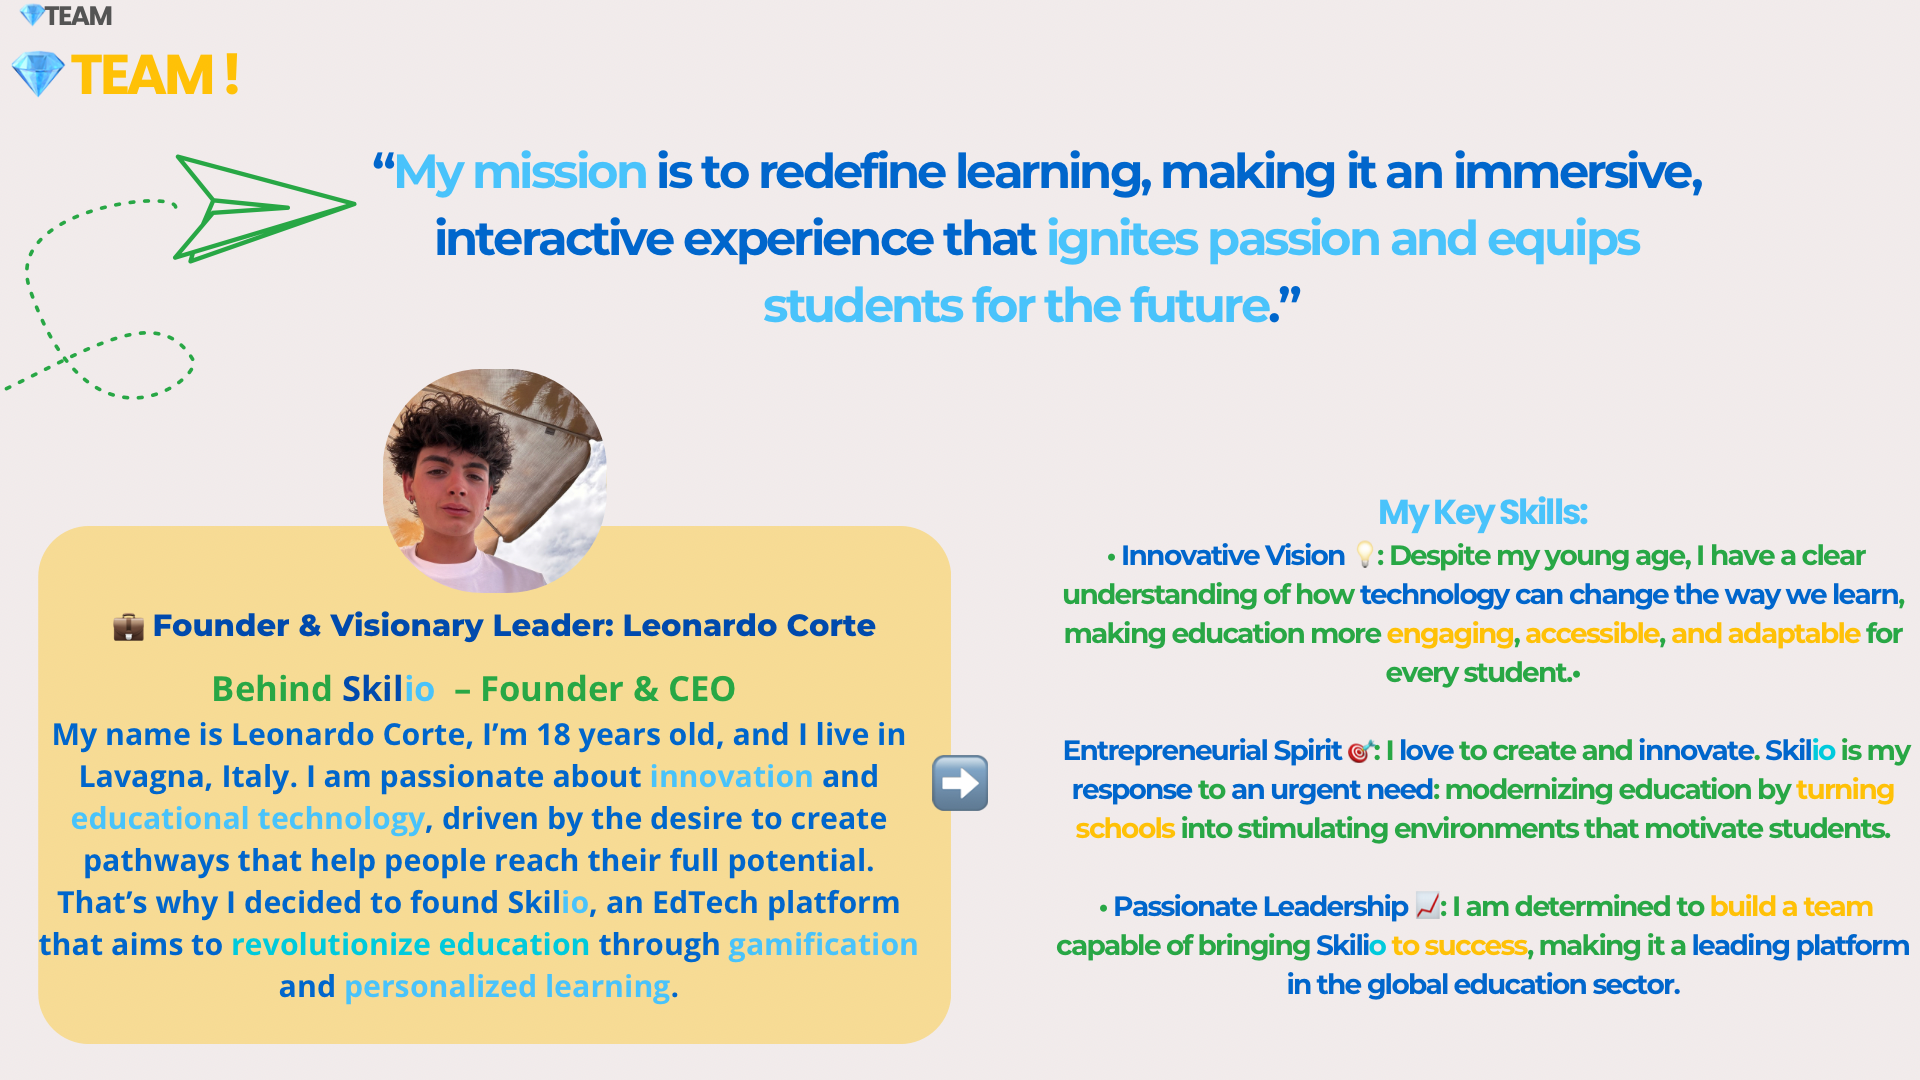 💎TEAM
💎TEAM !
“My mission is to redefine learning, making it an immersive,
interactive experience that ignites passion and equips
students for the future.”
💼 Founder & Visionary Leader: Leonardo Corte
Behind Skilio – Founder & CEO
My name is Leonardo Corte, I’m 18 years old, and I live in
Lavagna, Italy. I am passionate about innovation and
educational technology, driven by the desire to create
pathways that help people reach their full potential.
That’s why I decided to found Skilio, an EdTech platform
that aims to revolutionize education through gamification
and personalized learning.
➡️
My Key Skills:
• Innovative Vision 💡: Despite my young age, I have a clear
understanding of how technology can change the way we learn,
making education more engaging, accessible, and adaptable for
every student.•
Entrepreneurial Spirit 🎯: I love to create and innovate. Skilio is my
response to an urgent need: modernizing education by turning
schools into stimulating environments that motivate students.
• Passionate Leadership 📈: I am determined to build a team
capable of bringing Skilio to success, making it a leading platform
in the global education sector.